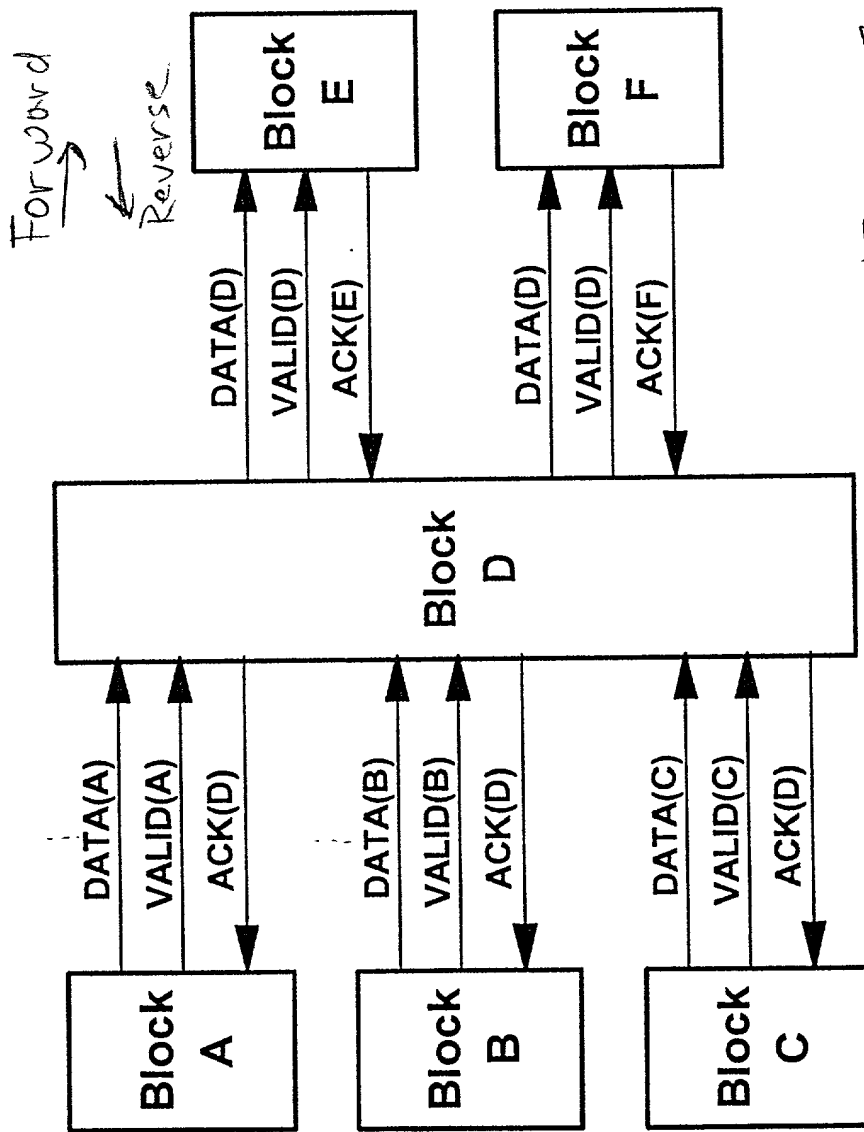 Forward
Reverse
Block
A
DATA(A)
VALID(A)
ACK(D)
Block
B
DATA(B)
VALID(B)
ACK(D)
Block
C
DATA(C)
VALID(C)
ACK(D)
Block
D
DATA(D)
VALID(D)
ACK(E)
Block
E
DATA(D)
VALID(D)
ACK(F)
Block
F